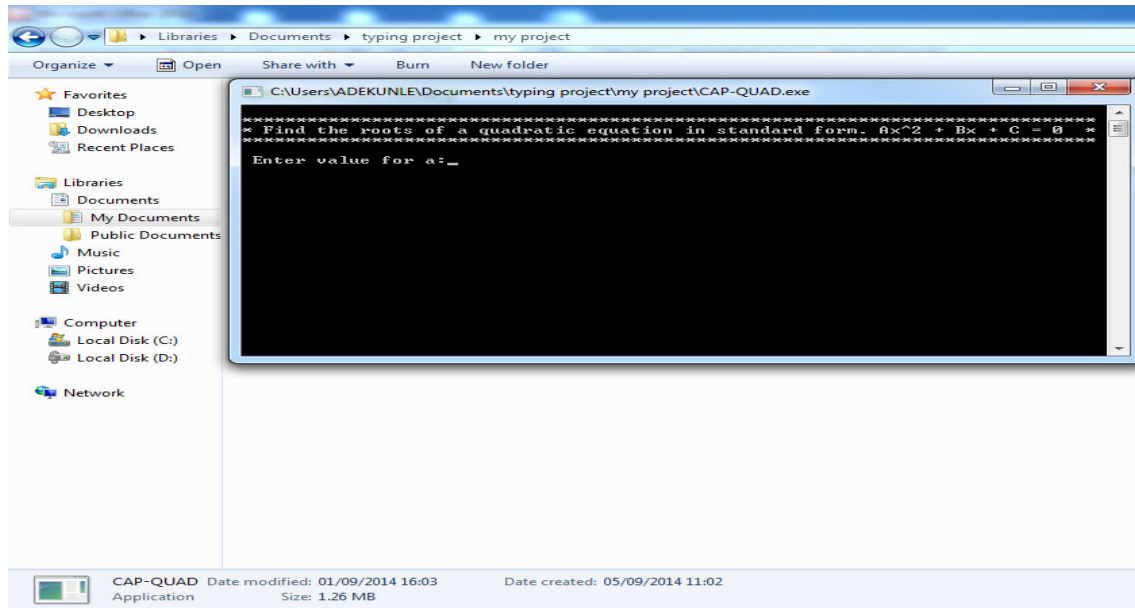 Libraries ▸ Documents ▸ typing project ▸ my project
Organize Open Share with Burn New folder
Favorites
Desktop
Downloads
Recent Places
Libraries
Documents
My Documents
Public Documents
Music
Pictures
Videos
Computer
Local Disk (C:)
Local Disk (D:)
Network
C:\Users\ADEKUNLE\Documents\typing project\my project\CAP-QUAD.exe
* Find the roots of a quadratic equation in standard form. Ax^2 + Bx + C = 0 *
Enter value for a:_
CAP-QUAD Date modified: 01/09/2014 16:03 Date created: 05/09/2014 11:02
Application Size: 1.26 MB